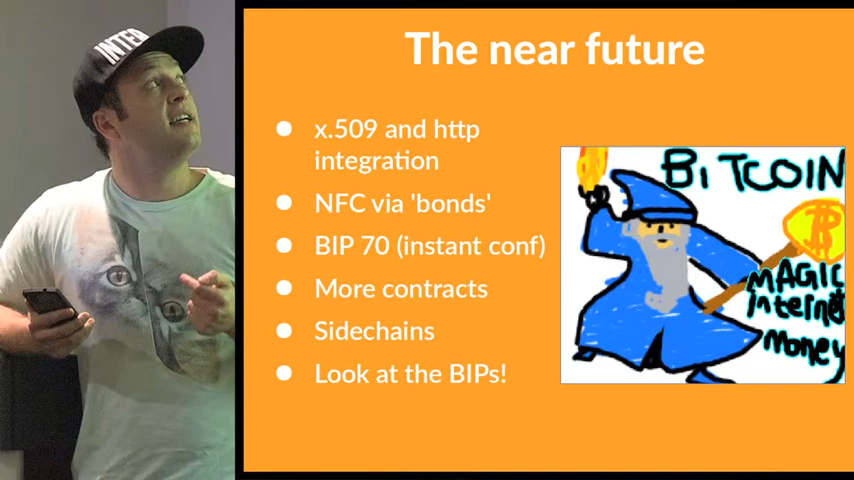 INTER
The near future
x.509 and http
integration
NFC via 'bonds'
BIP 70 (instant conf)
More contracts
Sidechains
Look at the BIPs!
BITCOIN
MAGIC
internet
money